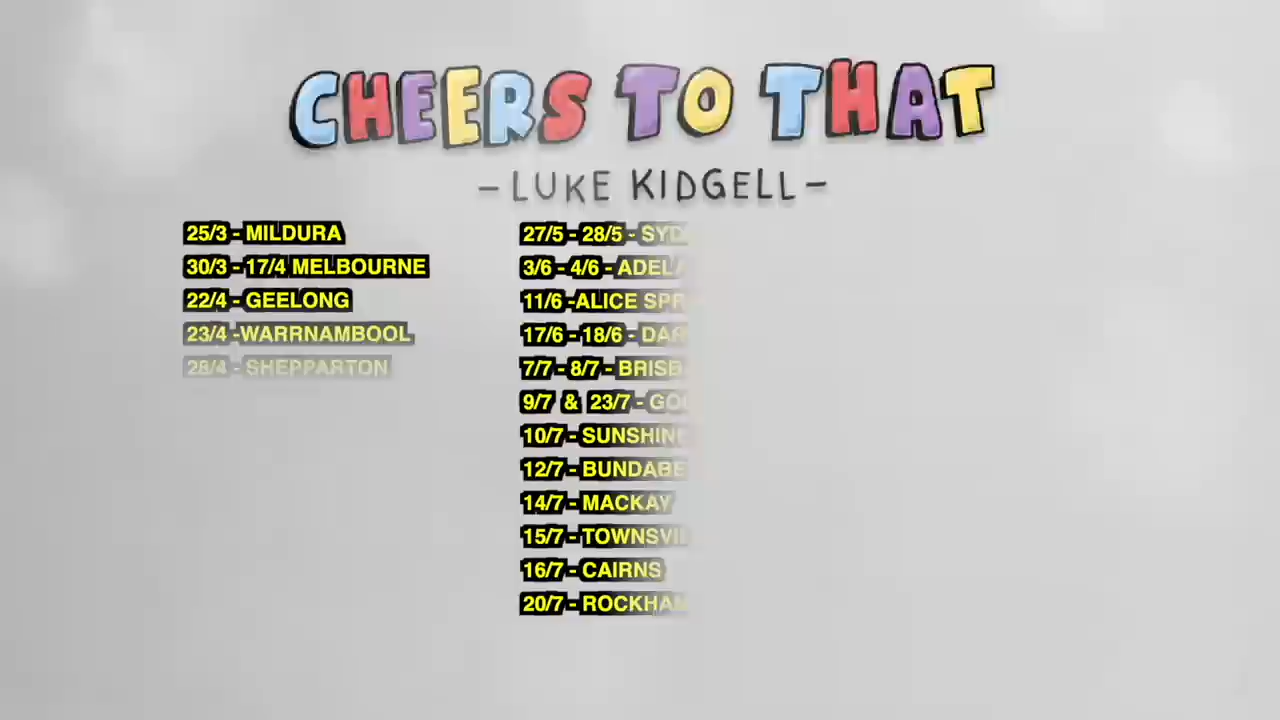 CHEERS TO THAT
-LUKE KIDGELL-
25/3 - MILDURA
30/3 - 17/4 MELBOURNE
22/4 - GEELONG
23/4 -WARRNAMBOOL
28/4 - SHEPPARTON
27/5 - 28/5 -
3/6 - 4/6 -
11/6 -ALICE
17/6 - 18/6 -
7/7 - 8/7 -
9/7 & 23/7 -
10/7 - SUNSHINE
12/7 -
14/7 - MACKAY
15/7 -
16/7 - CAIRNS
20/7 -